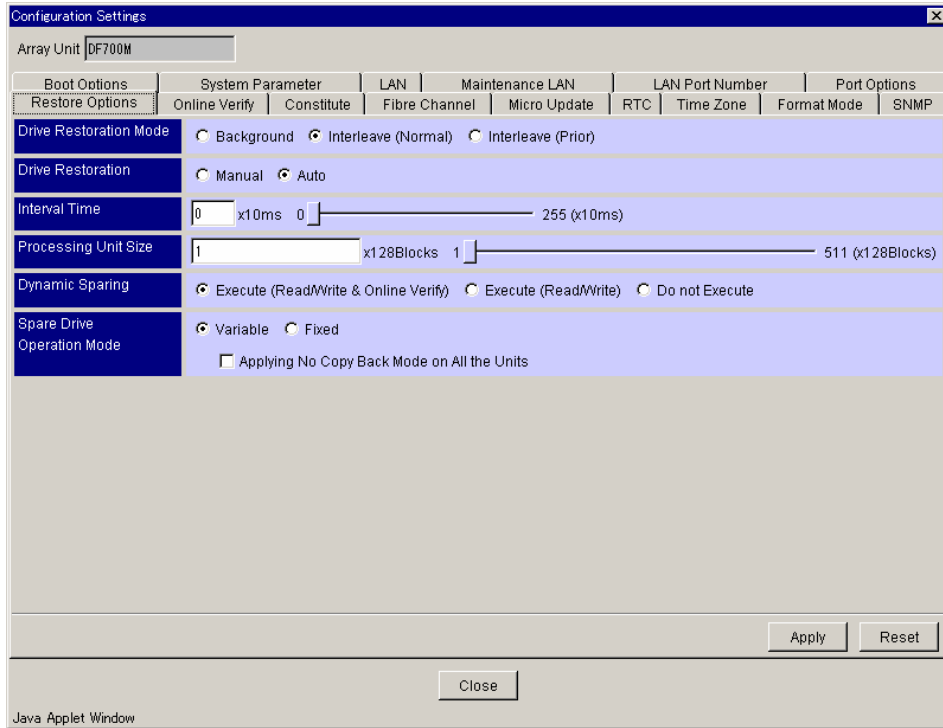 Configuration Settings
Array Unit DF700M
Boot Options System Parameter LAN Maintenance LAN LAN Port Number Port Options
Restore Options Online Verify Constitute Fibre Channel Micro Update RTC Time Zone Format Mode SNMP
Drive Restoration Mode Background Interleave (Normal) Interleave (Prior)
Drive Restoration Manual Auto
Interval Time 0 x10ms 0 255 (x10ms)
Processing Unit Size 1 x128Blocks 1 511 (x128Blocks)
Dynamic Sparing Execute (Read/Write & Online Verify) Execute (Read/Write) Do not Execute
Spare Drive
Operation Mode
Variable Fixed
Applying No Copy Back Mode on All the Units
Apply Reset
Close
Java Applet Window